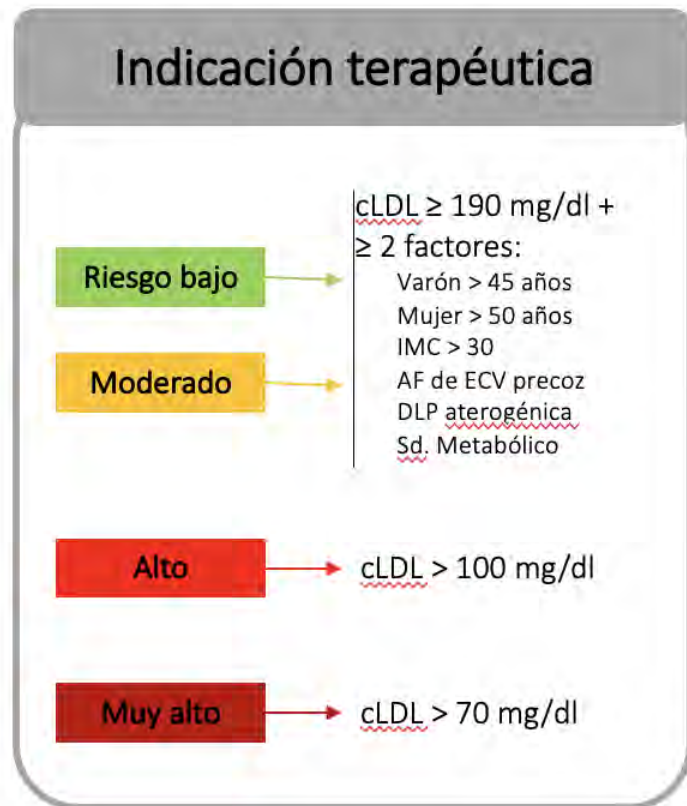 Indicación terapéutica
cLDL ≥ 190 mg/dl +
≥ 2 factores:
Riesgo bajo
Varón > 45 años
Mujer > 50 años
IMC > 30
Moderado
AF de ECV precoz
DLP aterogénica
Sd. Metabólico
Alto
cLDL > 100 mg/dl
Muy alto
cLDL > 70 mg/dl